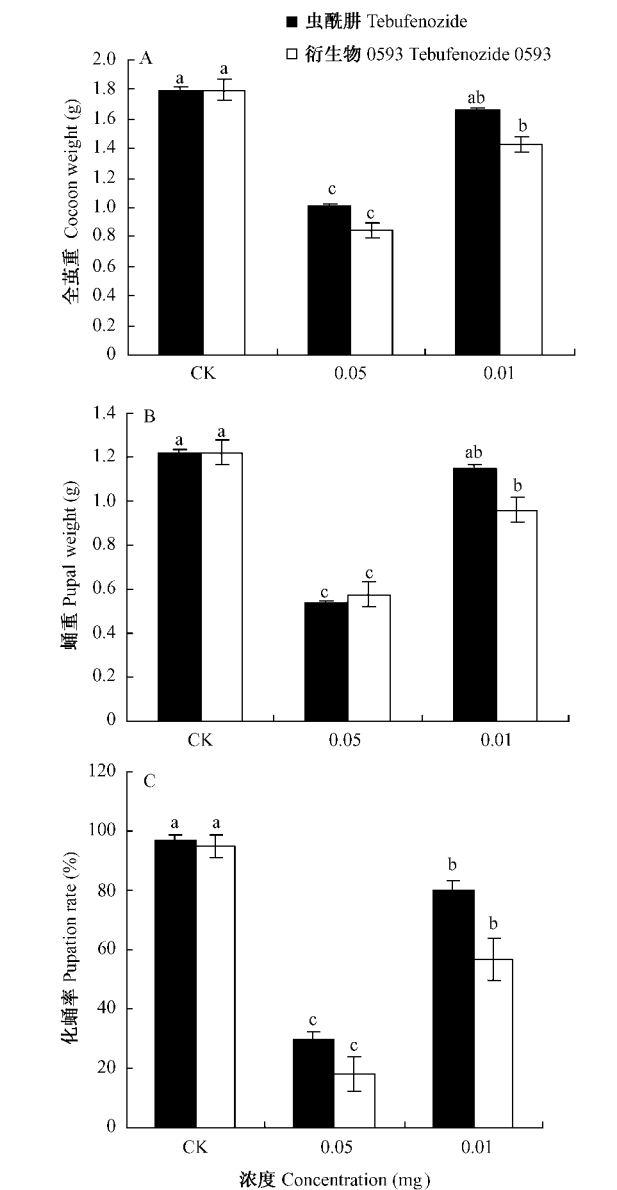 虫酰肼 Tebufenozide
衍生物 0593 Tebufenozide 0593
A
全茧重 Cocoon weight (g)
2.0
1.8
1.6
1.4
1.2
1.0
0.8
0.6
0.4
0.2
0
a a
c c
ab b
CK 0.05 0.01
B
蛹重 Pupal weight (g)
1.4
1.2
1.0
0.8
0.6
0.4
0.2
0
a a
c c
ab b
CK 0.05 0.01
C
化蛹率 Pupation rate (%)
120
100
80
60
40
20
0
a a
c c
b b
CK 0.05 0.01
浓度 Concentration (mg)